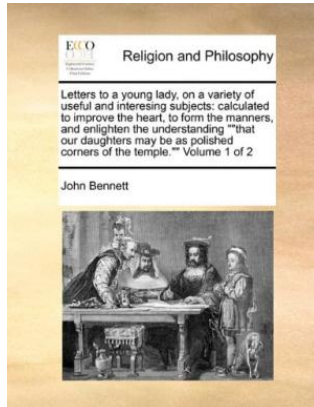 ECCO
Religion and Philosophy
Letters to a young lady, on a variety of
useful and interesing subjects: calculated
to improve the heart, to form the manners,
and enlighten the understanding ""that
our daughters may be as polished
corners of the temple."" Volume 1 of 2
John Bennett